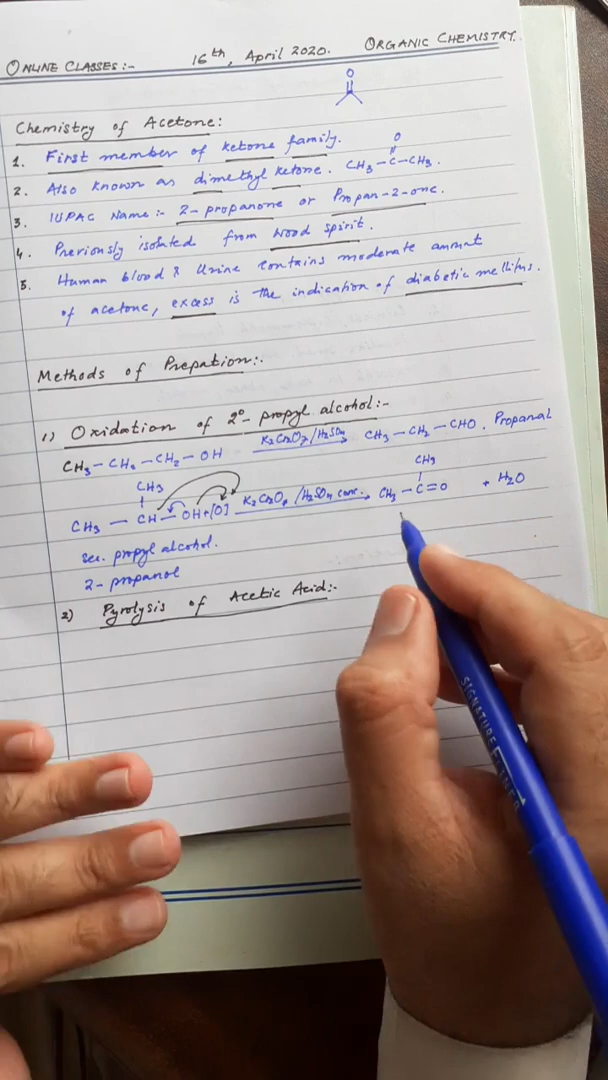 ONLINE CLASSES:- 16th, April 2020. ORGANIC CHEMISTRY.
O
Chemistry of Acetone:
1. First member of ketone family.
O
2. Also known as dimethyl ketone. CH3-C-CH3.
3. IUPAC Name:- 2-propanone or Propan-2-one.
4. Previously isolated from wood spirit.
5. Human blood & Urine contains moderate amount
of acetone, excess is the indication of diabetic mellitus.
Methods of Prepation:-
1) Oxidation of 2°-propyl alcohol:-
CH3-CH2-CH2-OH K2Cr2O7/H2SO4 CH3-CH2-CHO. Propanal
CH3 CH3
CH3-CH-OH+[O] K2Cr2O7/H2SO4 conc. CH3-C=O + H2O
sec. propyl alcohol.
2-propanol
2) Pyrolysis of Acetic Acid:-
SIGNATURE